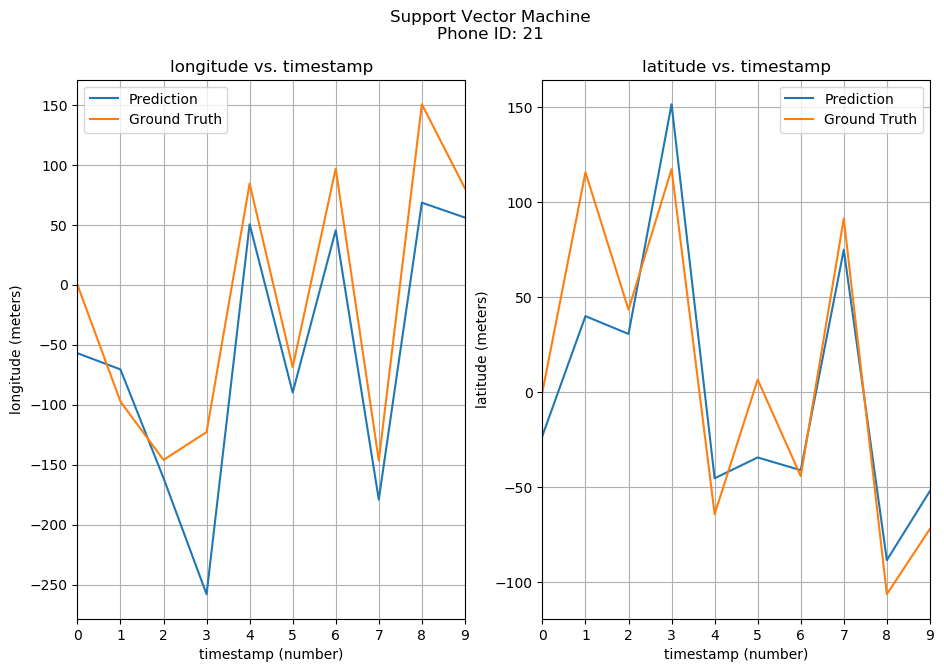 Support Vector Machine
Phone ID: 21
longitude vs. timestamp
Prediction
Ground Truth
150
100
50
0
−50
−100
−150
−200
−250
longitude (meters)
0 1 2 3 4 5 6 7 8 9
timestamp (number)
latitude vs. timestamp
Prediction
Ground Truth
150
100
50
0
−50
−100
latitude (meters)
0 1 2 3 4 5 6 7 8 9
timestamp (number)